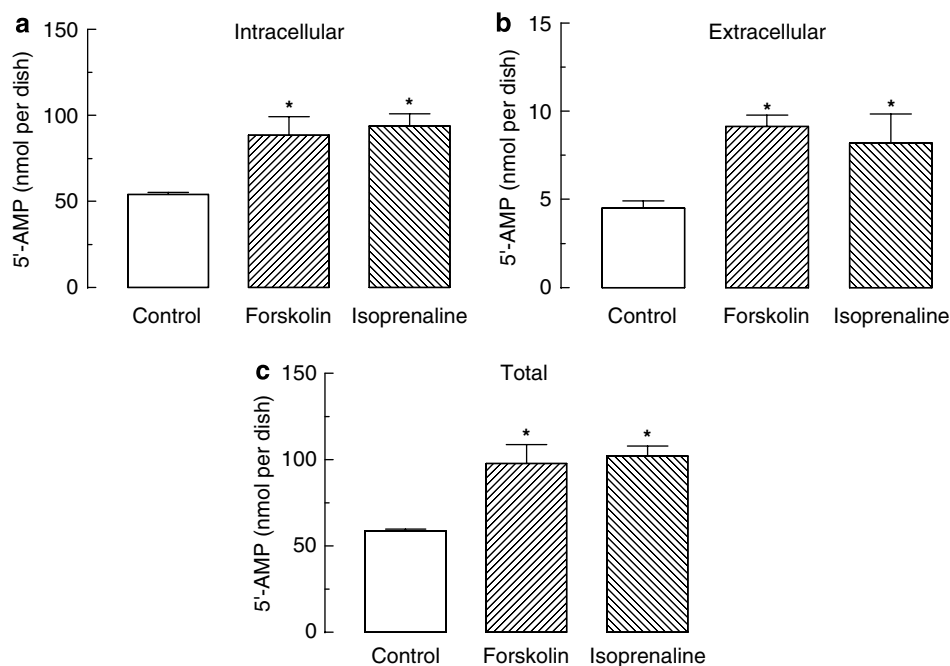 a
Intracellular
5'-AMP (nmol per dish)
150
100
50
0
*
*
Control
Forskolin
Isoprenaline
b
Extracellular
5'-AMP (nmol per dish)
15
10
5
0
*
*
Control
Forskolin
Isoprenaline
c
Total
5'-AMP (nmol per dish)
150
100
50
0
*
*
Control
Forskolin
Isoprenaline